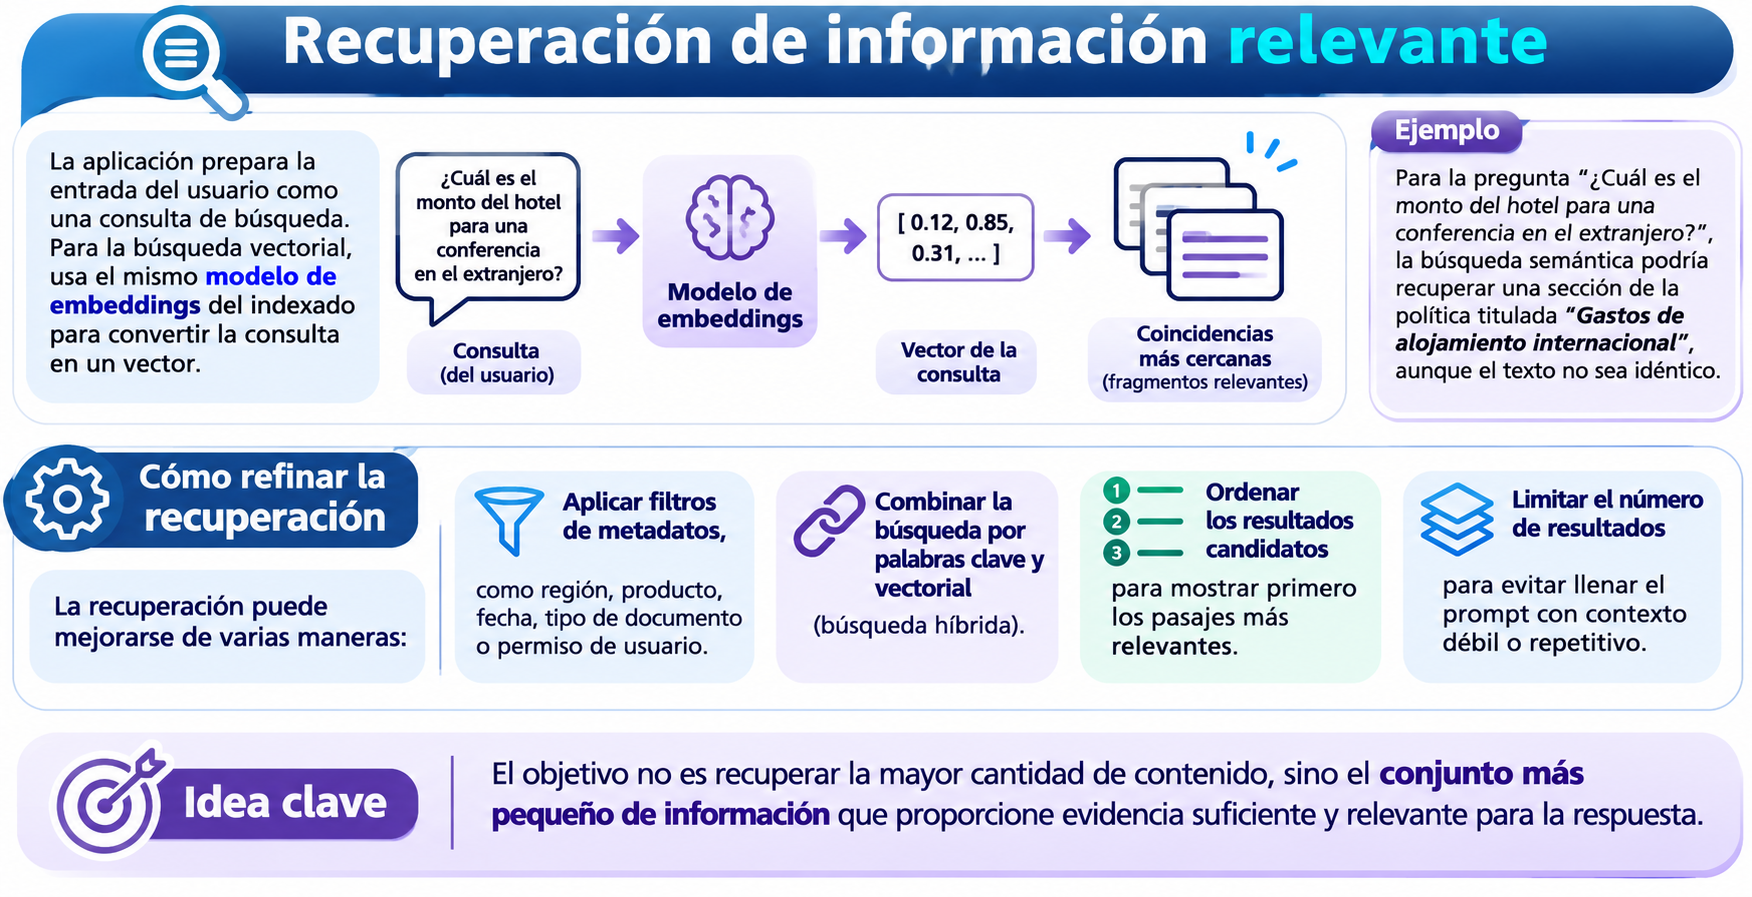 Recuperación de información relevante
La aplicación prepara la
entrada del usuario como
una consulta de búsqueda.
Para la búsqueda vectorial,
usa el mismo modelo de
embeddings del indexado
para convertir la consulta
en un vector.
¿Cuál es el
monto del hotel
para una
conferencia
en el extranjero?
Consulta
(del usuario)
Modelo de
embeddings
[ 0.12, 0.85,
0.31, ... ]
Vector de la
consulta
Coincidencias
más cercanas
(fragmentos relevantes)
Ejemplo
Para la pregunta “¿Cuál es el
monto del hotel para una
conferencia en el extranjero?”,
la búsqueda semántica podría
recuperar una sección de la
política titulada “Gastos de
alojamiento internacional”,
aunque el texto no sea idéntico.
Cómo refinar la
recuperación
La recuperación puede
mejorarse de varias maneras:
Aplicar filtros
de metadatos,
como región, producto,
fecha, tipo de documento
o permiso de usuario.
Combinar la
búsqueda por
palabras clave y
vectorial
(búsqueda híbrida).
1
2
3
Ordenar
los resultados
candidatos
para mostrar primero
los pasajes más
relevantes.
Limitar el número
de resultados
para evitar llenar el
prompt con contexto
débil o repetitivo.
Idea clave
El objetivo no es recuperar la mayor cantidad de contenido, sino el conjunto más
pequeño de información que proporcione evidencia suficiente y relevante para la respuesta.